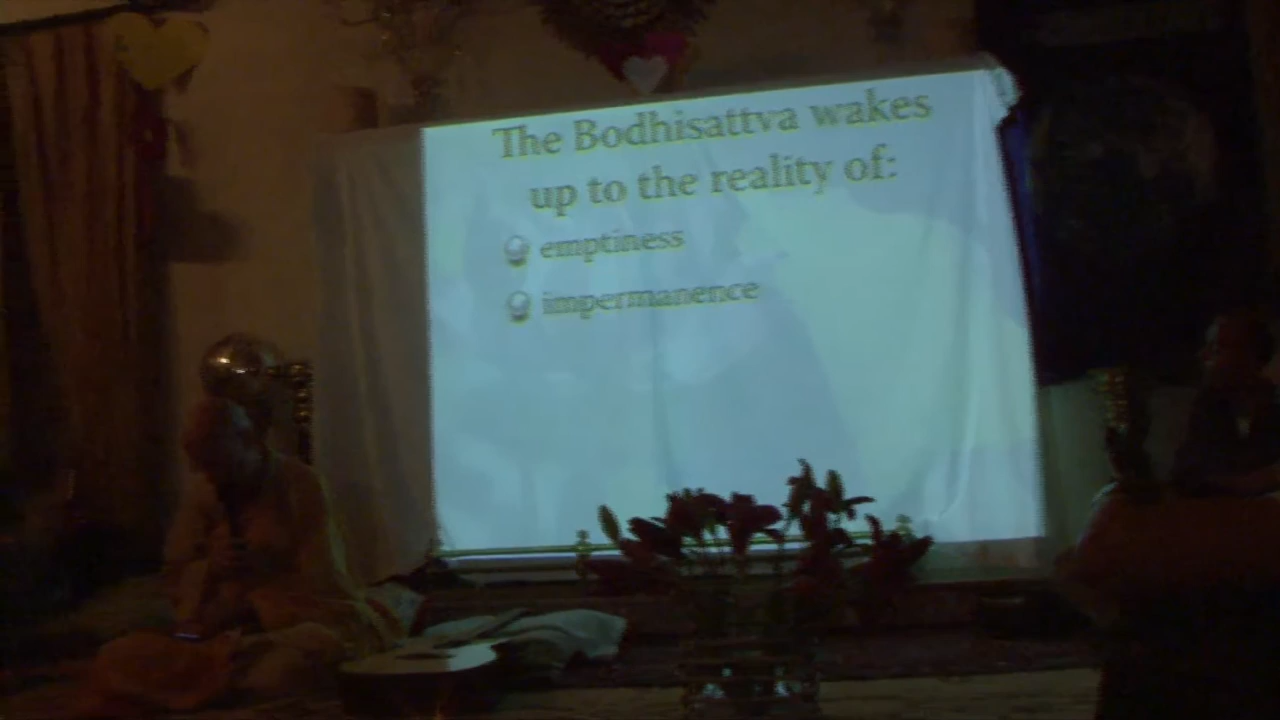 The Bodhisattva wakes
up to the reality of:
emptiness
impermanence